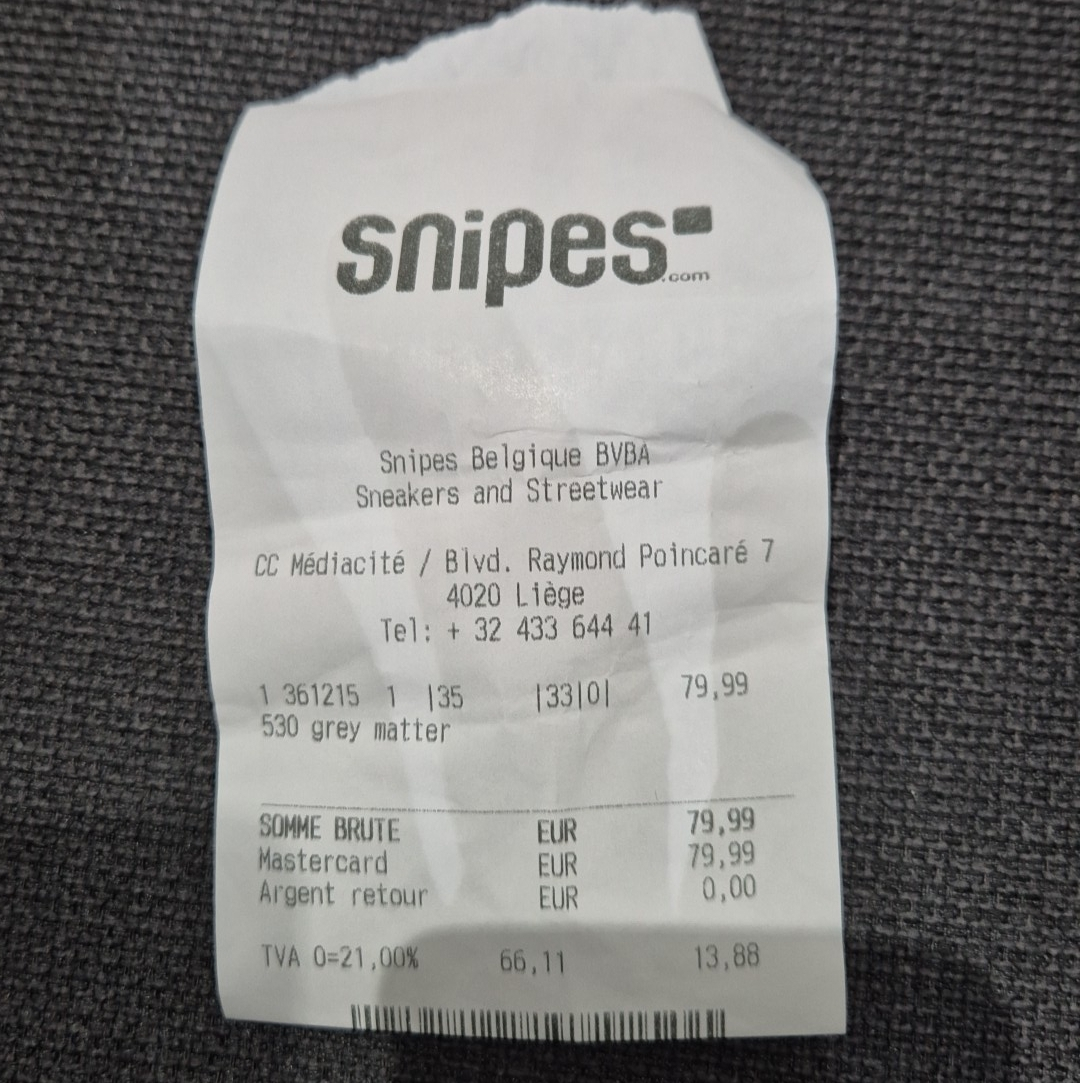 snipes
.com
Snipes Belgique BVBA
Sneakers and Streetwear
CC Médiacité / Blvd. Raymond Poincaré 7
4020 Liège
Tel: + 32 433 644 41
1 361215 1 |35 |33|0| 79,99
530 grey matter
SOMME BRUTE EUR 79,99
Mastercard EUR 79,99
Argent retour EUR 0,00
TVA 0=21,00% 66,11 13,88